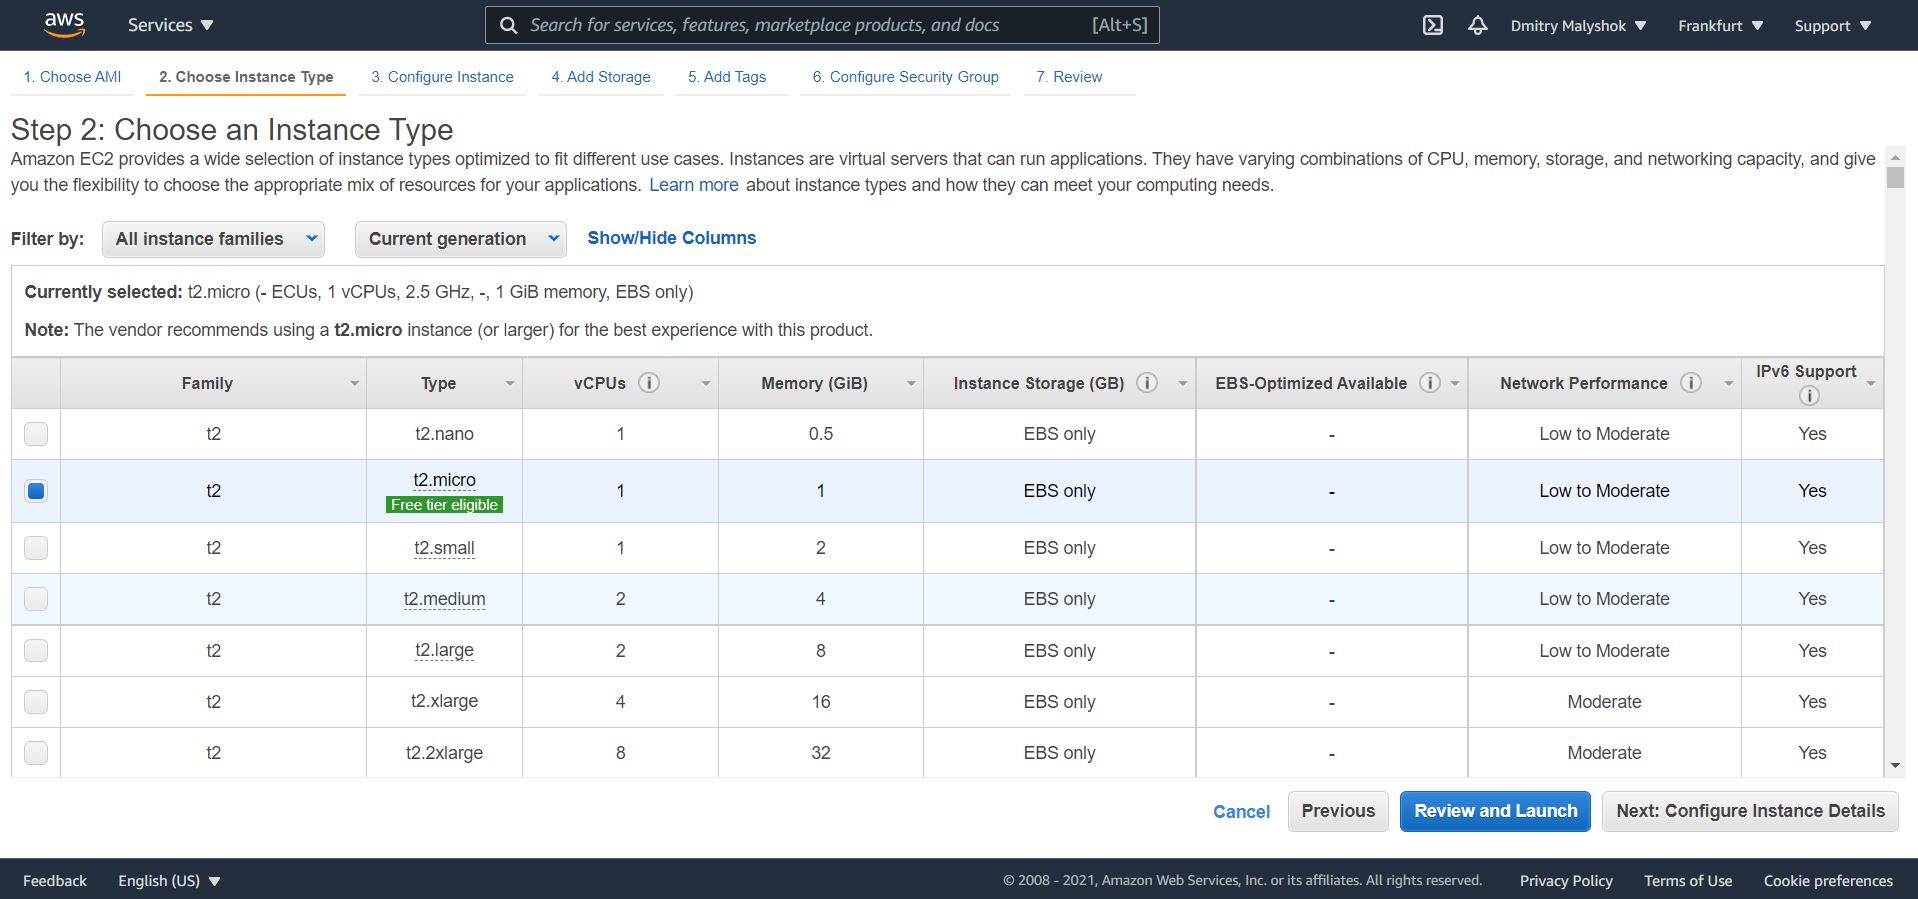 aws
Services
Search for services, features, marketplace products, and docs
[Alt+S]
Dmitry Malyshok
Frankfurt
Support
1. Choose AMI
2. Choose Instance Type
3. Configure Instance
4. Add Storage
5. Add Tags
6. Configure Security Group
7. Review
Step 2: Choose an Instance Type
Amazon EC2 provides a wide selection of instance types optimized to fit different use cases. Instances are virtual servers that can run applications. They have varying combinations of CPU, memory, storage, and networking capacity, and give
you the flexibility to choose the appropriate mix of resources for your applications. Learn more about instance types and how they can meet your computing needs.
Filter by:
All instance families
Current generation
Show/Hide Columns
Currently selected: t2.micro (- ECUs, 1 vCPUs, 2.5 GHz, -, 1 GiB memory, EBS only)
Note: The vendor recommends using a t2.micro instance (or larger) for the best experience with this product.
Family Type vCPUs i Memory (GiB) Instance Storage (GB) i EBS-Optimized Available i Network Performance i IPv6 Support i
t2 t2.nano 1 0.5 EBS only - Low to Moderate Yes
t2 t2.micro 1 1 EBS only - Low to Moderate Yes
Free tier eligible
t2 t2.small 1 2 EBS only - Low to Moderate Yes
t2 t2.medium 2 4 EBS only - Low to Moderate Yes
t2 t2.large 2 8 EBS only - Low to Moderate Yes
t2 t2.xlarge 4 16 EBS only - Moderate Yes
t2 t2.2xlarge 8 32 EBS only - Moderate Yes
Cancel
Previous
Review and Launch
Next: Configure Instance Details
Feedback
English (US)
© 2008 - 2021, Amazon Web Services, Inc. or its affiliates. All rights reserved.
Privacy Policy
Terms of Use
Cookie preferences